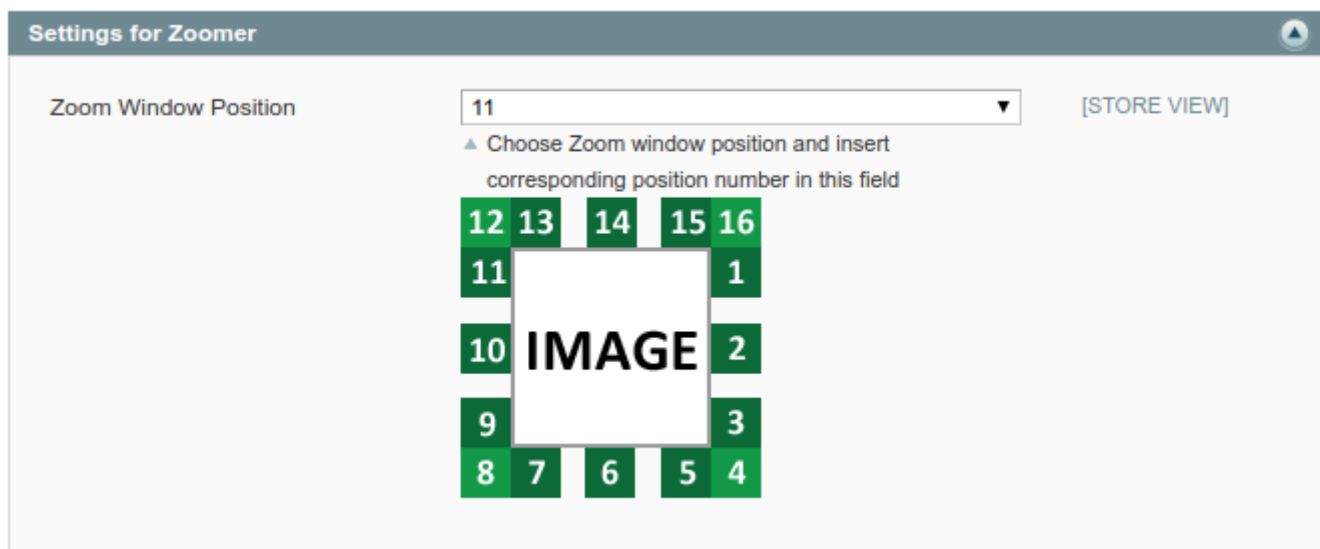 Settings for Zoomer
Zoom Window Position
11
[STORE VIEW]
Choose Zoom window position and insert
corresponding position number in this field
12 13 14 15 16
11 1
10 IMAGE 2
9 3
8 7 6 5 4